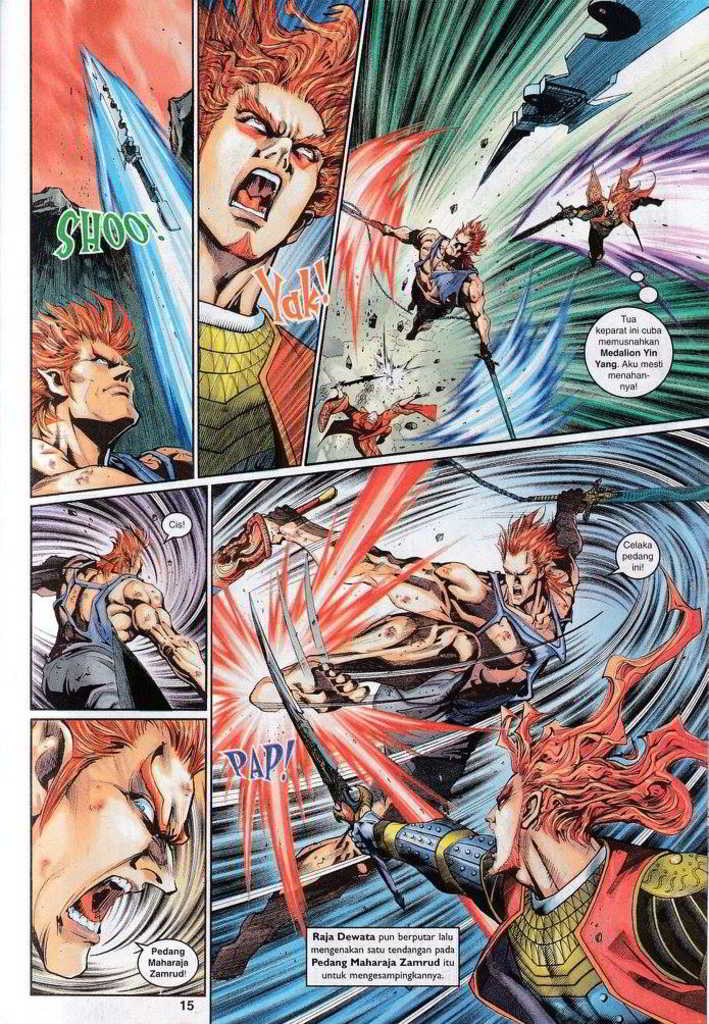 SHOO!
Yak!
Tua
keparat ini cuba
memusnahkan
Medalion Yin
Yang. Aku mesti
menahan-
nya!
Cis!
Celaka
pedang
ini!
PAP!
Pedang
Maharaja
Zamrud!
Raja Dewata pun berputar lalu
mengenakan satu tendangan pada
Pedang Maharaja Zamrud itu
untuk mengesampingkannya.
15